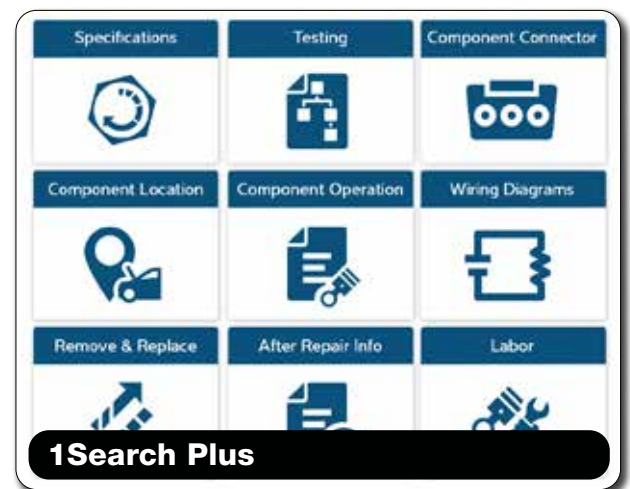 Specifications
Testing
Component Connector
Component Location
Component Operation
Wiring Diagrams
Remove & Replace
After Repair Info
Labor
1Search Plus